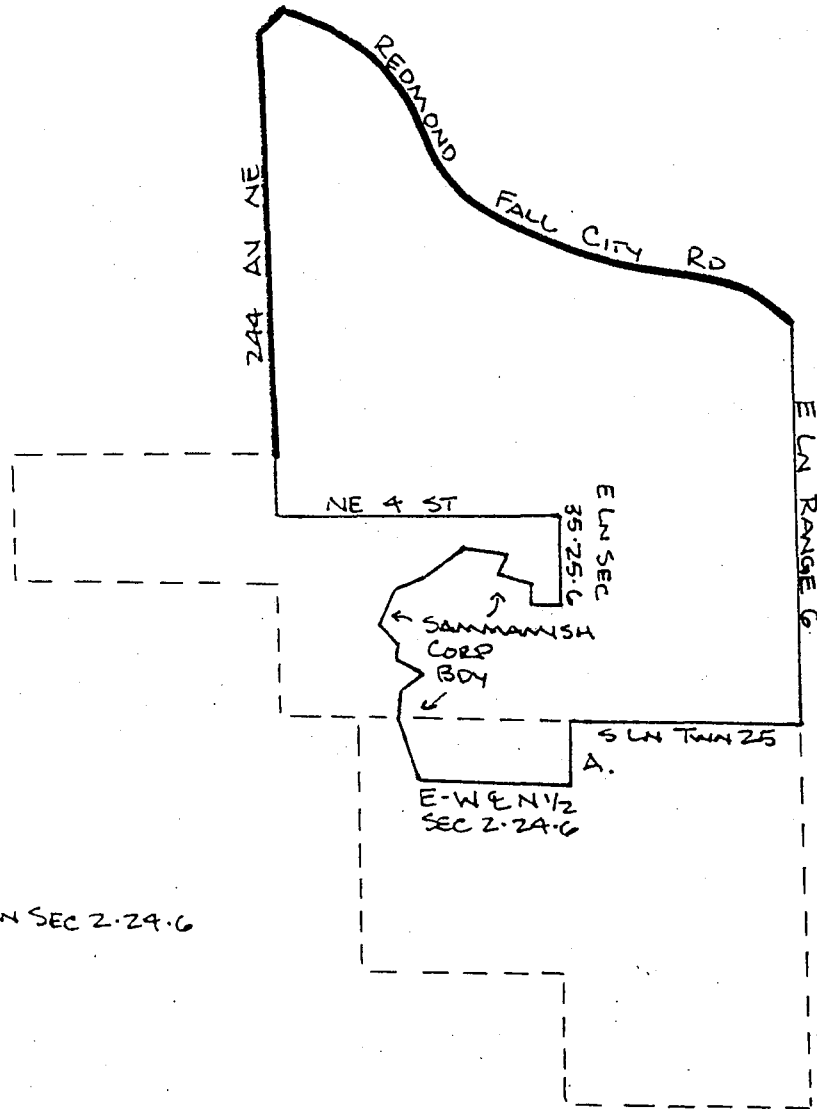 REDMOND
FALL CITY RD
244 AV NE
E LN RANGE 6
NE 4 ST
E LN SEC
35·25·6
SAMMAMISH
CORP
BDY
S LN TWN 25
A.
E-W ℄ N 1/2
SEC 2·24·6
N SEC 2·24·6